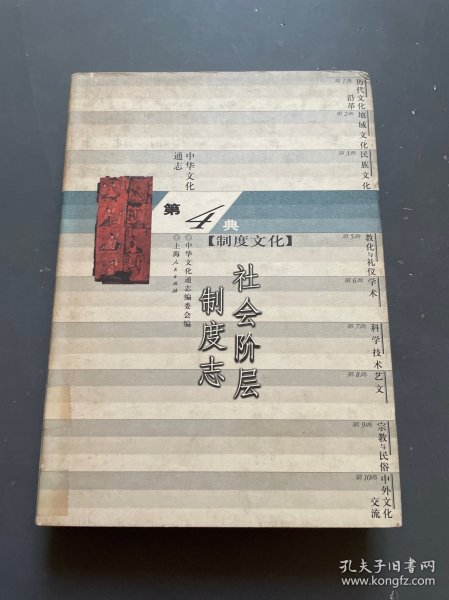 第1典
历代文化
沿革
第2典
地域文化
第3典
民族文化
中华文化
通志
第4典
【制度文化】
第5典
教化与礼仪
第6典
学术
中华文化通志编委会编
上海人民出版社
社会阶层
制度志
第7典
科学技术
第8典
艺文
第9典
宗教与民俗
第10典
中外文化
交流
孔夫子旧书网
www.kongfz.com